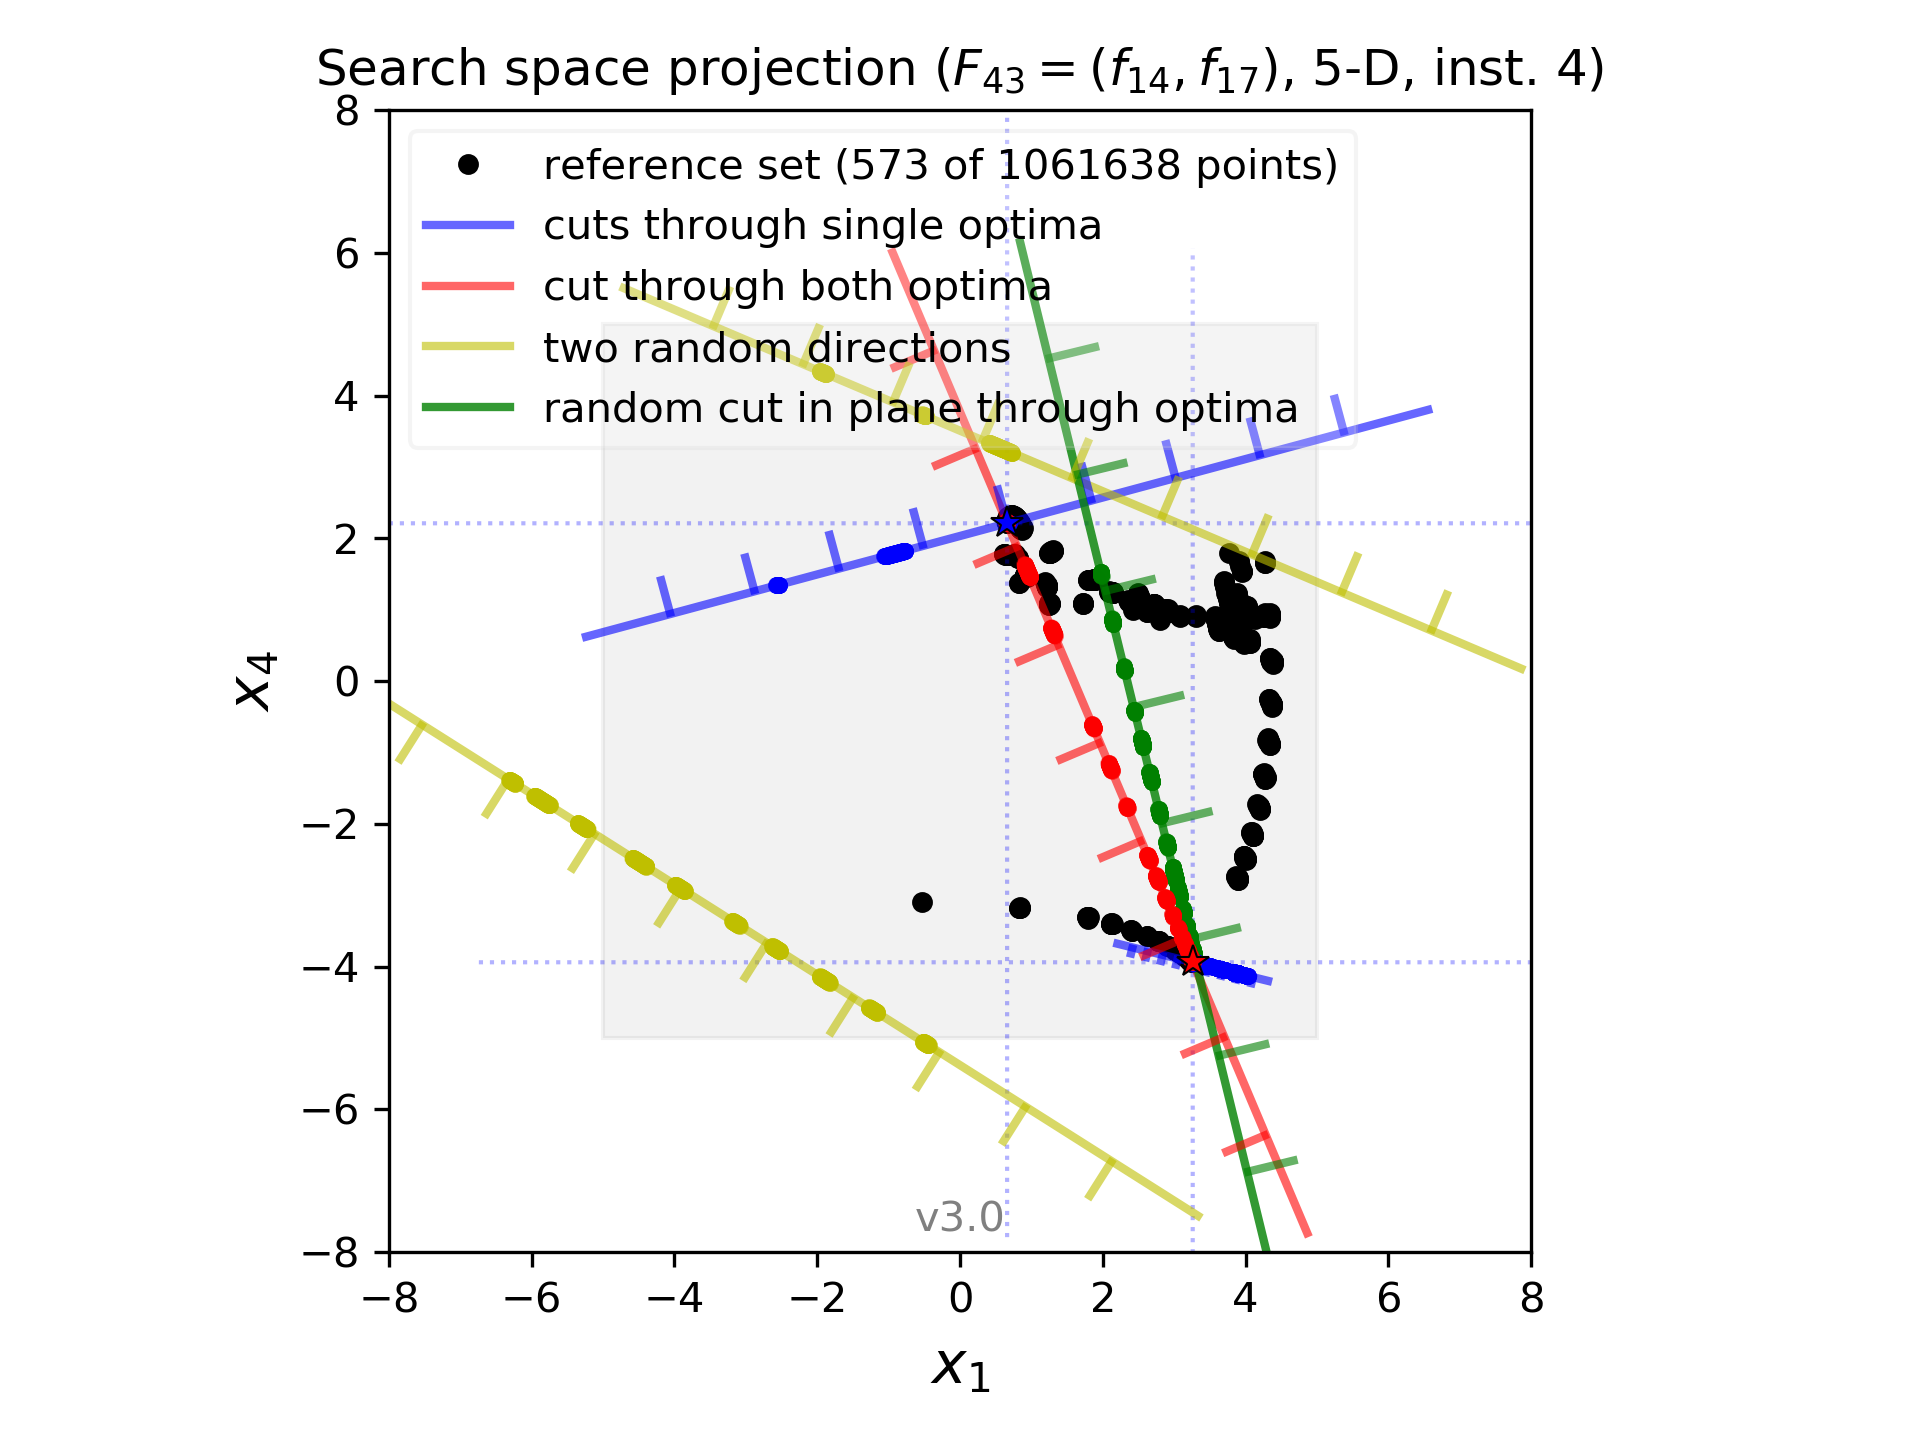 Search space projection (F43 = (f14, f17), 5-D, inst. 4)
reference set (573 of 1061638 points)
cuts through single optima
cut through both optima
two random directions
random cut in plane through optima
8
6
4
2
0
−2
−4
−6
−8
x4
v3.0
−8 −6 −4 −2 0 2 4 6 8
x1